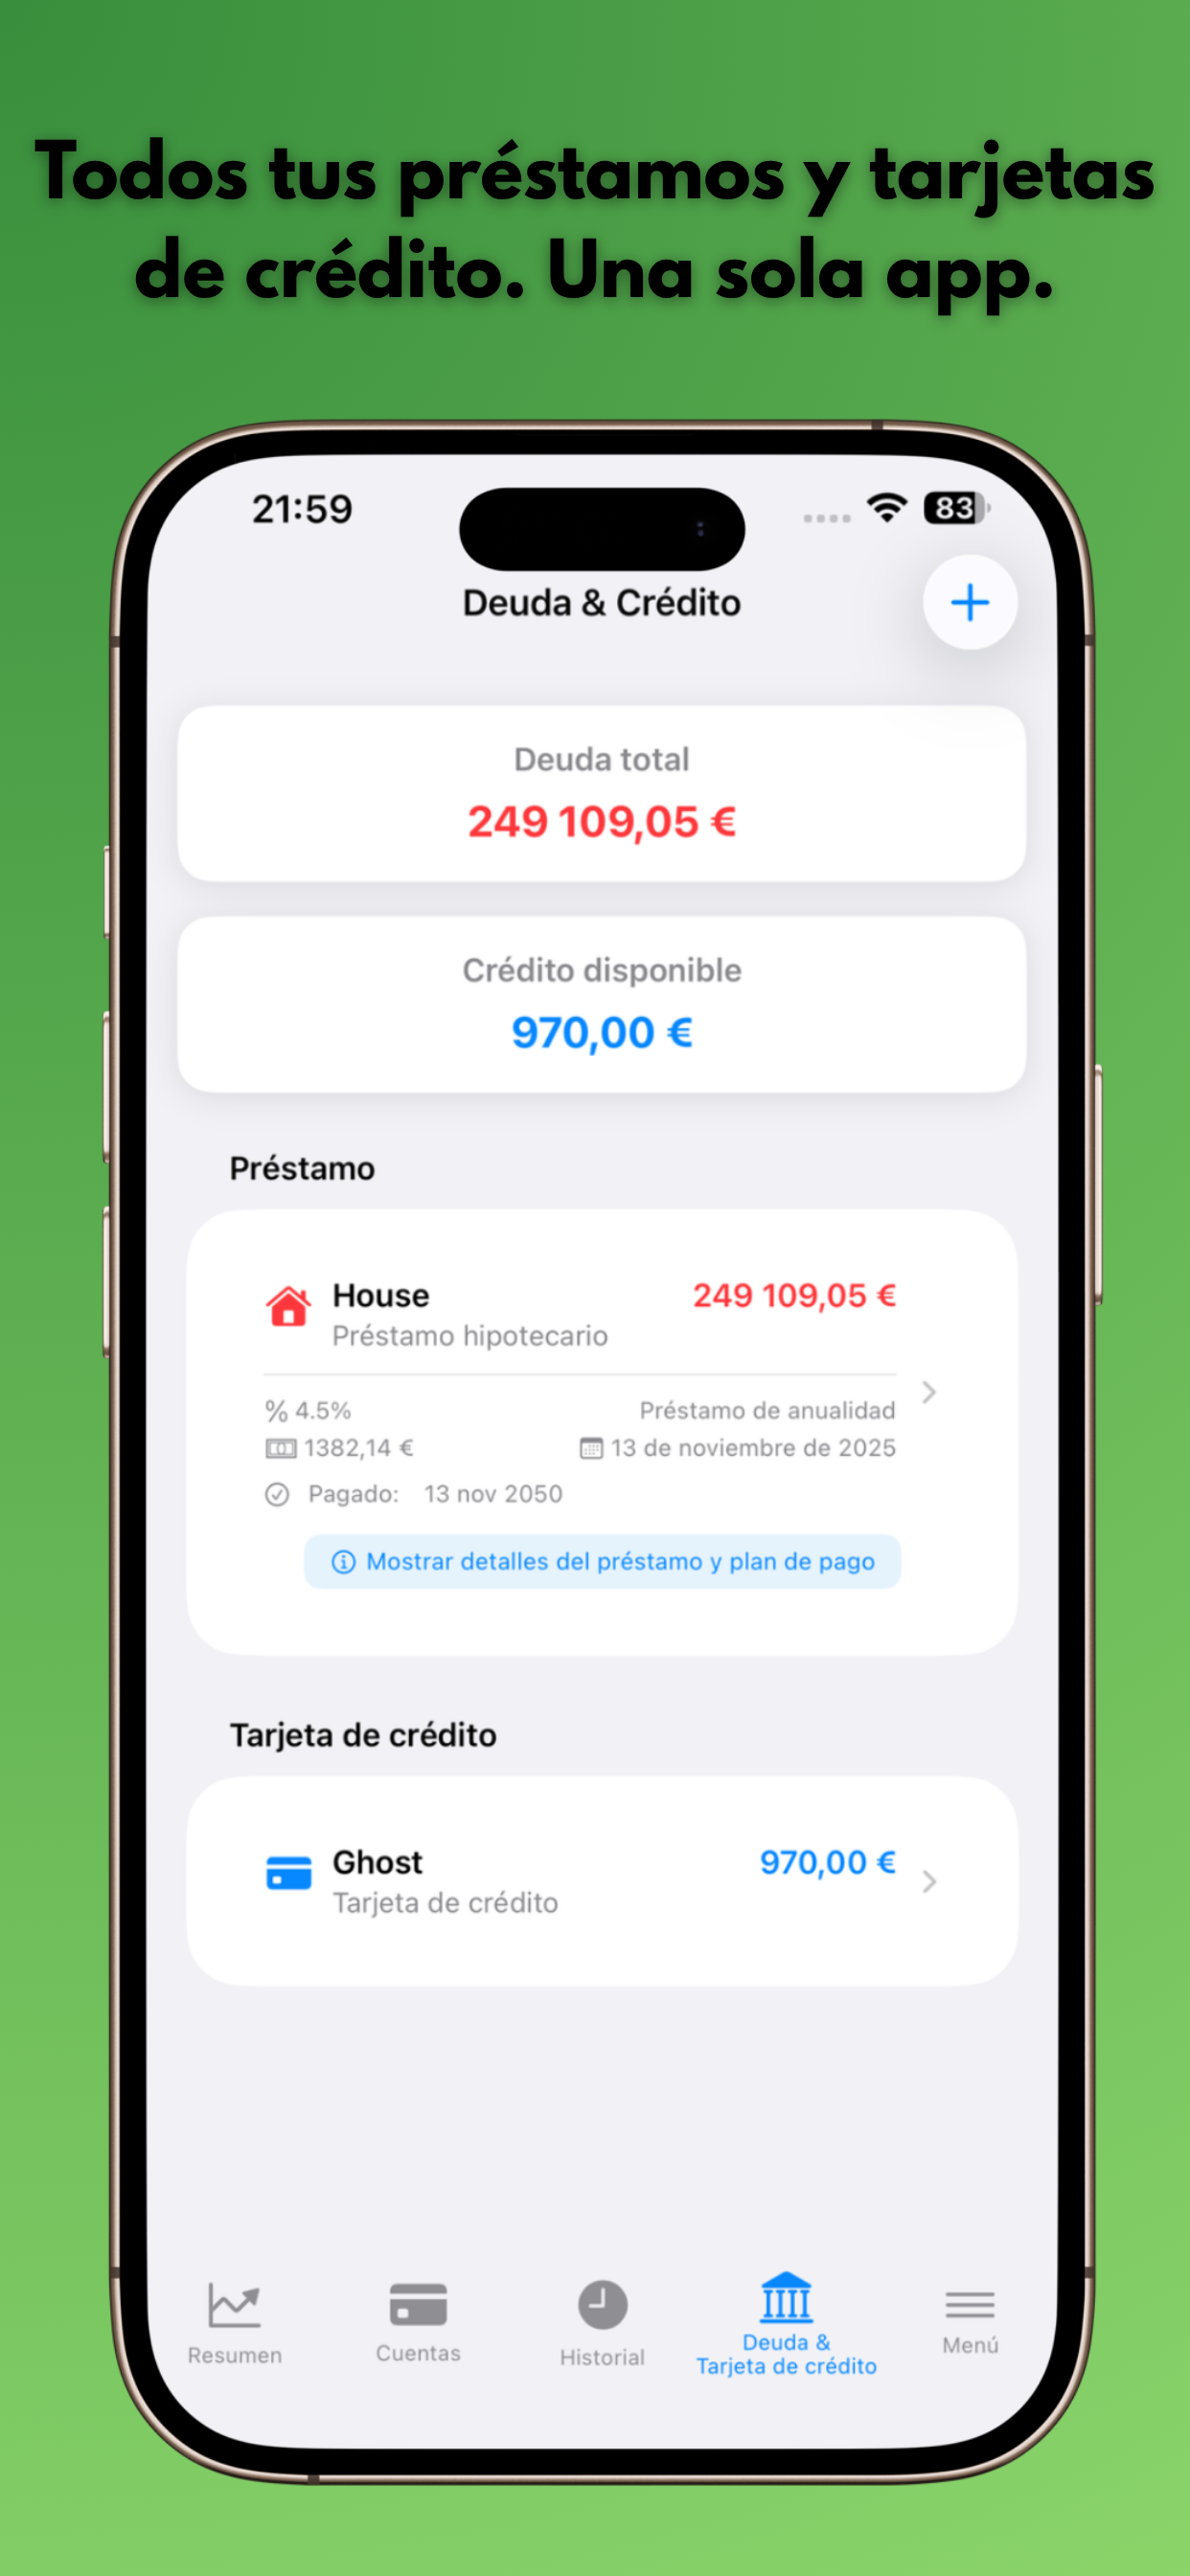 Todos tus préstamos y tarjetas
de crédito. Una sola app.
21:59
83
Deuda & Crédito
Deuda total
249 109,05 €
Crédito disponible
970,00 €
Préstamo
House
249 109,05 €
Préstamo hipotecario
% 4.5%
Préstamo de anualidad
1382,14 €
13 de noviembre de 2025
Pagado: 13 nov 2050
Mostrar detalles del préstamo y plan de pago
Tarjeta de crédito
Ghost
970,00 €
Tarjeta de crédito
Resumen
Cuentas
Historial
Deuda &
Tarjeta de crédito
Menú